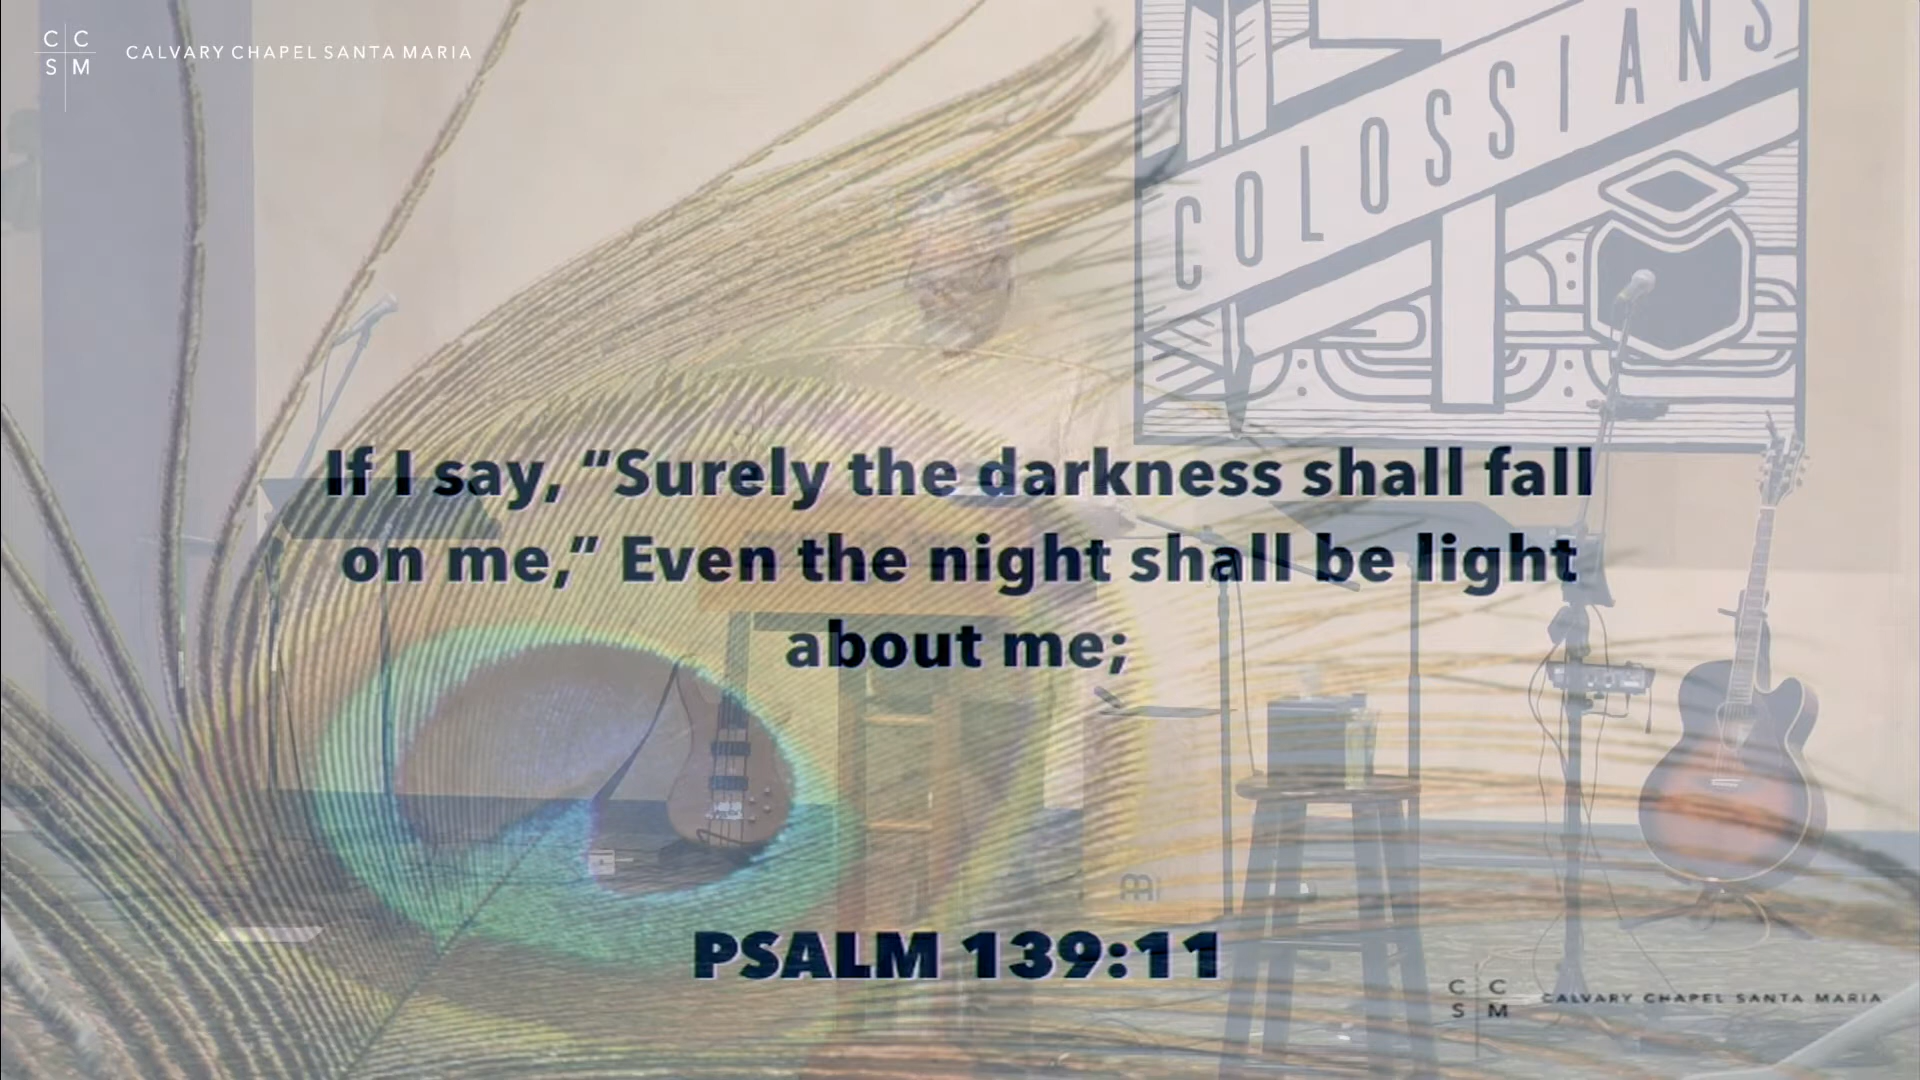 C C
S M
CALVARY CHAPEL SANTA MARIA
COLOSSIANS
If I say, “Surely the darkness shall fall
on me,” Even the night shall be light
about me;
PSALM 139:11
C C
S M
CALVARY CHAPEL SANTA MARIA